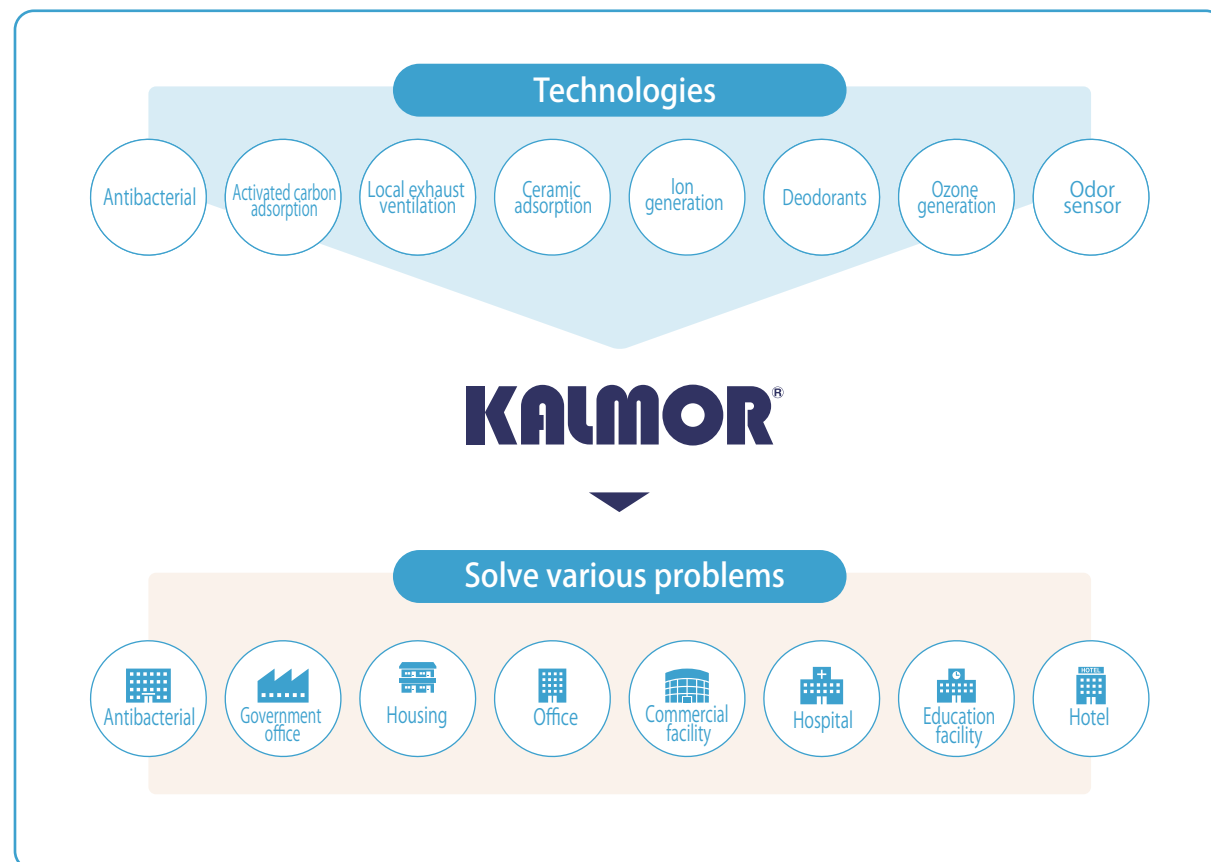 Technologies
Antibacterial
Activated carbon
adsorption
Local exhaust
ventilation
Ceramic
adsorption
Ion
generation
Deodorants
Ozone
generation
Odor
sensor
KALMOR®
Solve various problems
Antibacterial
Government
office
Housing
Office
Commercial
facility
Hospital
Education
facility
HOTEL
Hotel